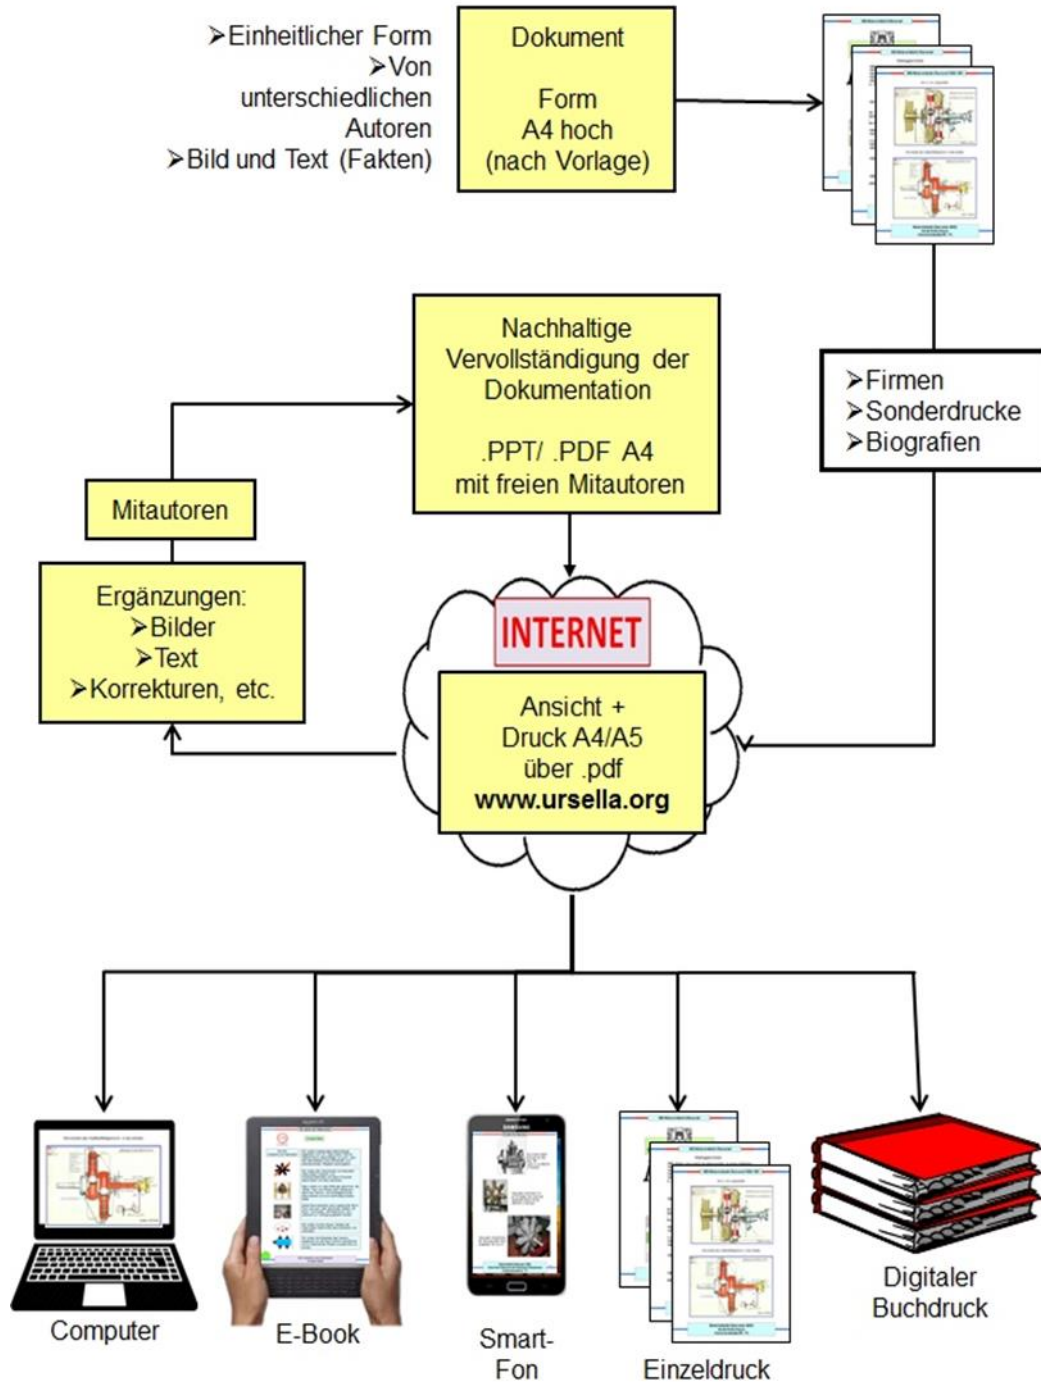 ➢Einheitlicher Form
➢Von
unterschiedlichen
Autoren
➢Bild und Text (Fakten)
Dokument
Form
A4 hoch
(nach Vorlage)
Nachhaltige
Vervollständigung der
Dokumentation
.PPT/ .PDF A4
mit freien Mitautoren
➢Firmen
➢Sonderdrucke
➢Biografien
Mitautoren
Ergänzungen:
➢Bilder
➢Text
➢Korrekturen, etc.
INTERNET
Ansicht +
Druck A4/A5
über .pdf
www.ursella.org
SAMSUNG
Computer
E-Book
Smart-
Fon
Einzeldruck
Digitaler
Buchdruck